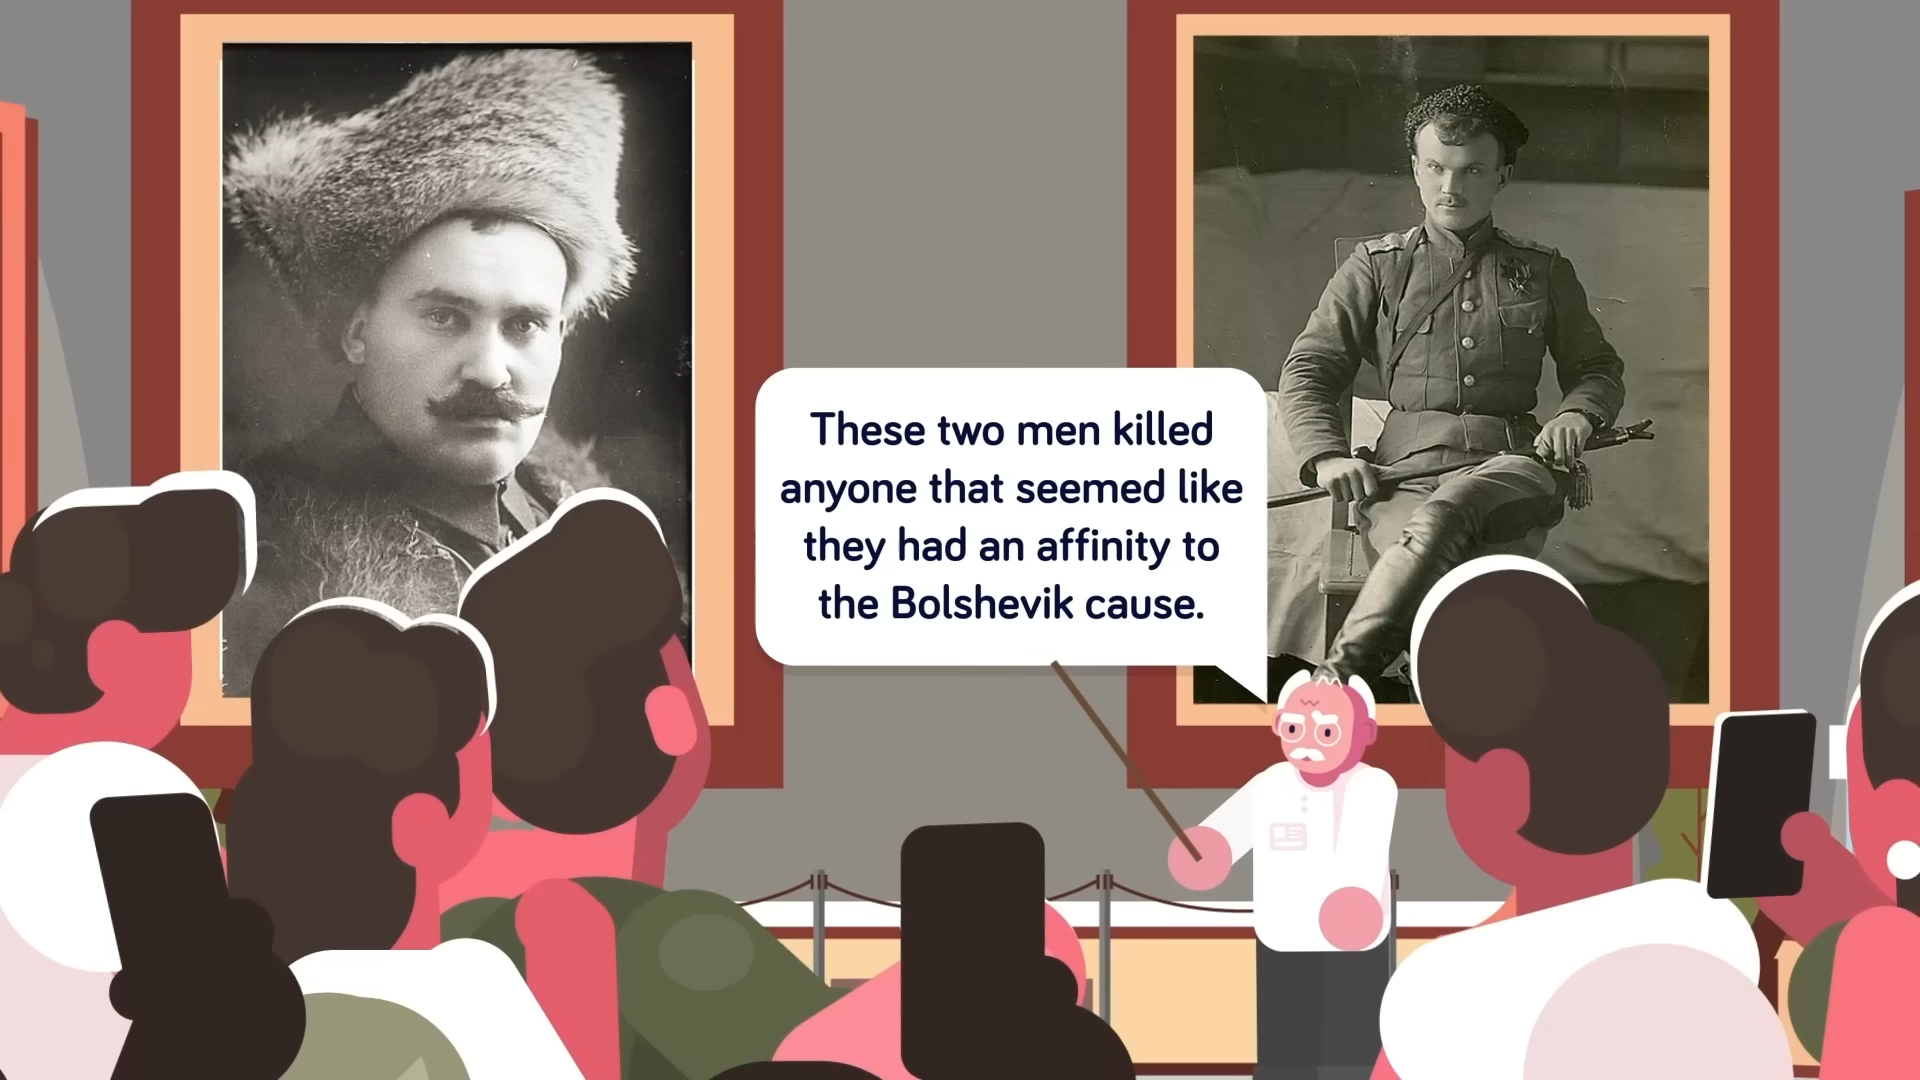 These two men killed
anyone that seemed like
they had an affinity to
the Bolshevik cause.